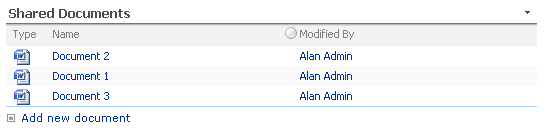 Shared Documents
Type Name Modified By
Document 2 Alan Admin
Document 1 Alan Admin
Document 3 Alan Admin
Add new document